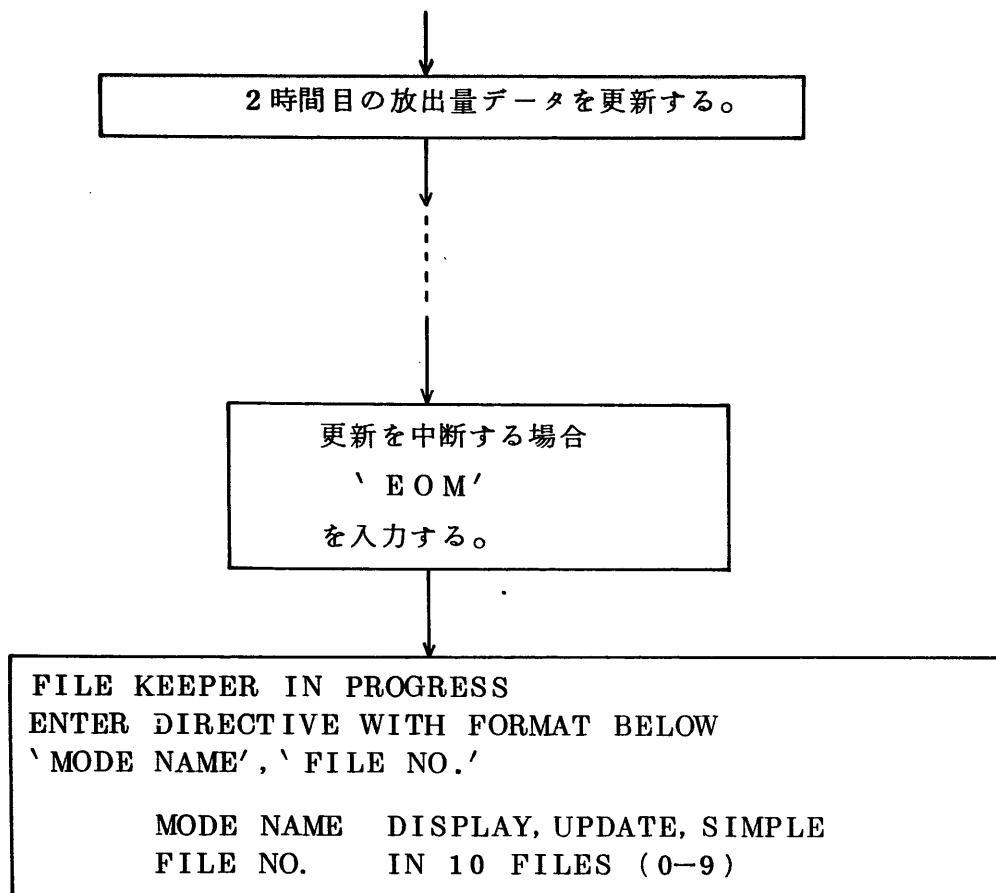 2時間目の放出量データを更新する。
更新を中断する場合
｀EOM′
を入力する。
FILE KEEPER IN PROGRESS
ENTER DIRECTIVE WITH FORMAT BELOW
｀MODE NAME′,｀FILE NO.′
MODE NAME DISPLAY, UPDATE, SIMPLE
FILE NO. IN 10 FILES (0-9)